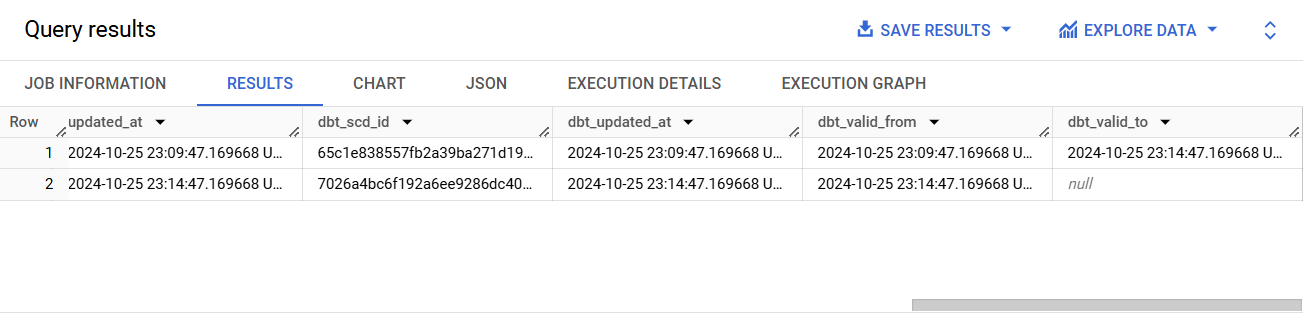 Query results SAVE RESULTS EXPLORE DATA
JOB INFORMATION RESULTS CHART JSON EXECUTION DETAILS EXECUTION GRAPH
Row updated_at dbt_scd_id dbt_updated_at dbt_valid_from dbt_valid_to
1 2024-10-25 23:09:47.169668 U... 65c1e838557fb2a39ba271d19... 2024-10-25 23:09:47.169668 U... 2024-10-25 23:09:47.169668 U... 2024-10-25 23:14:47.169668 U...
2 2024-10-25 23:14:47.169668 U... 7026a4bc6f192a6ee9286dc40... 2024-10-25 23:14:47.169668 U... 2024-10-25 23:14:47.169668 U... null